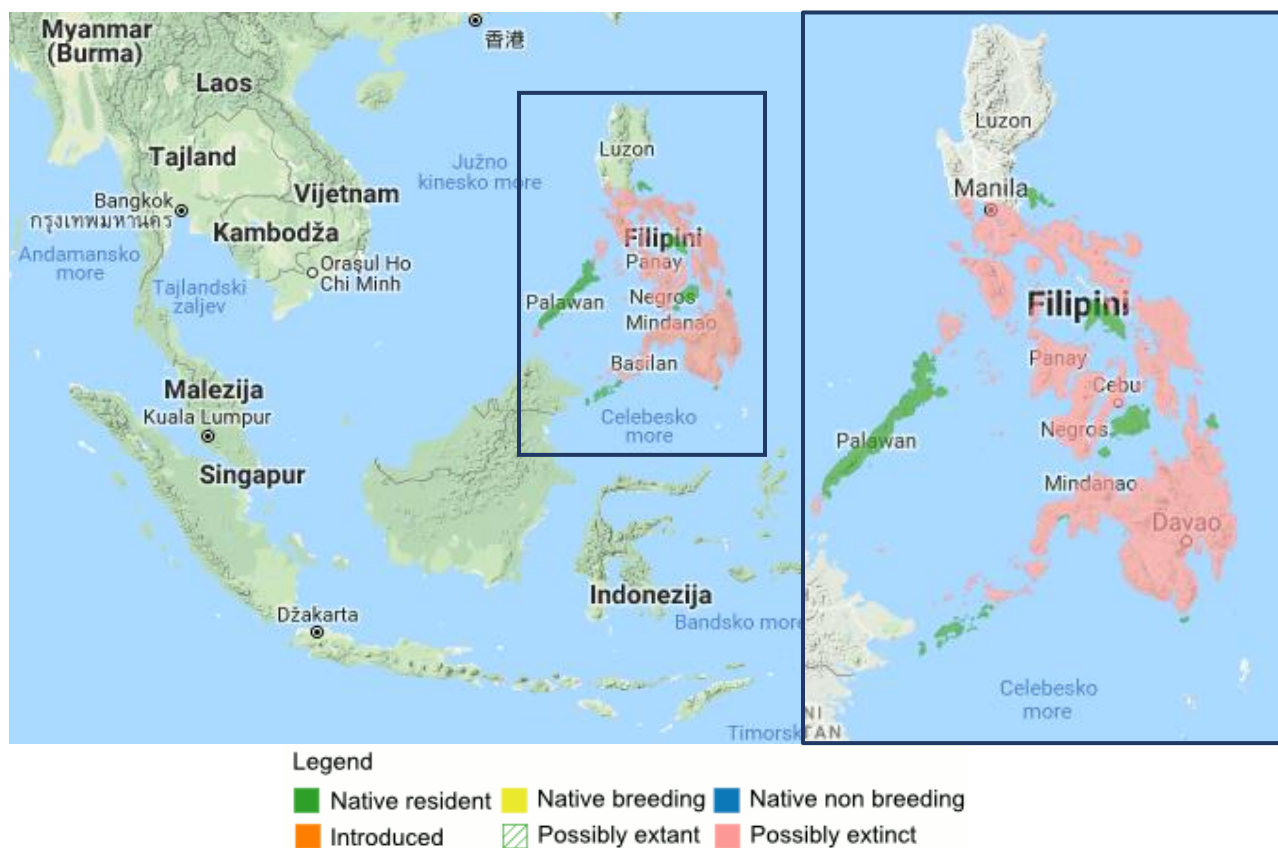 Myanmar
(Burma)
香港
Laos
Luzon
Tajland
Južno
kinesko more
Bangkok
กรุงเทพมหานคร
Vijetnam
Kambodža
Andamansko
more
Orașul Ho
Chi Minh
Tajlandski
zaljev
Filipini
Panay
Palawan
Negros
Mindanao
Basilan
Malezija
Kuala Lumpur
Celebesko
more
Singapur
Indonezija
Džakarta
Bandsko more
Timorsk
Luzon
Manila
Filipini
Panay
Cebu
Palawan
Negros
Mindanao
Davao
Celebesko
more
NI
TAN
Legend
Native resident
Native breeding
Native non breeding
Introduced
Possibly extant
Possibly extinct